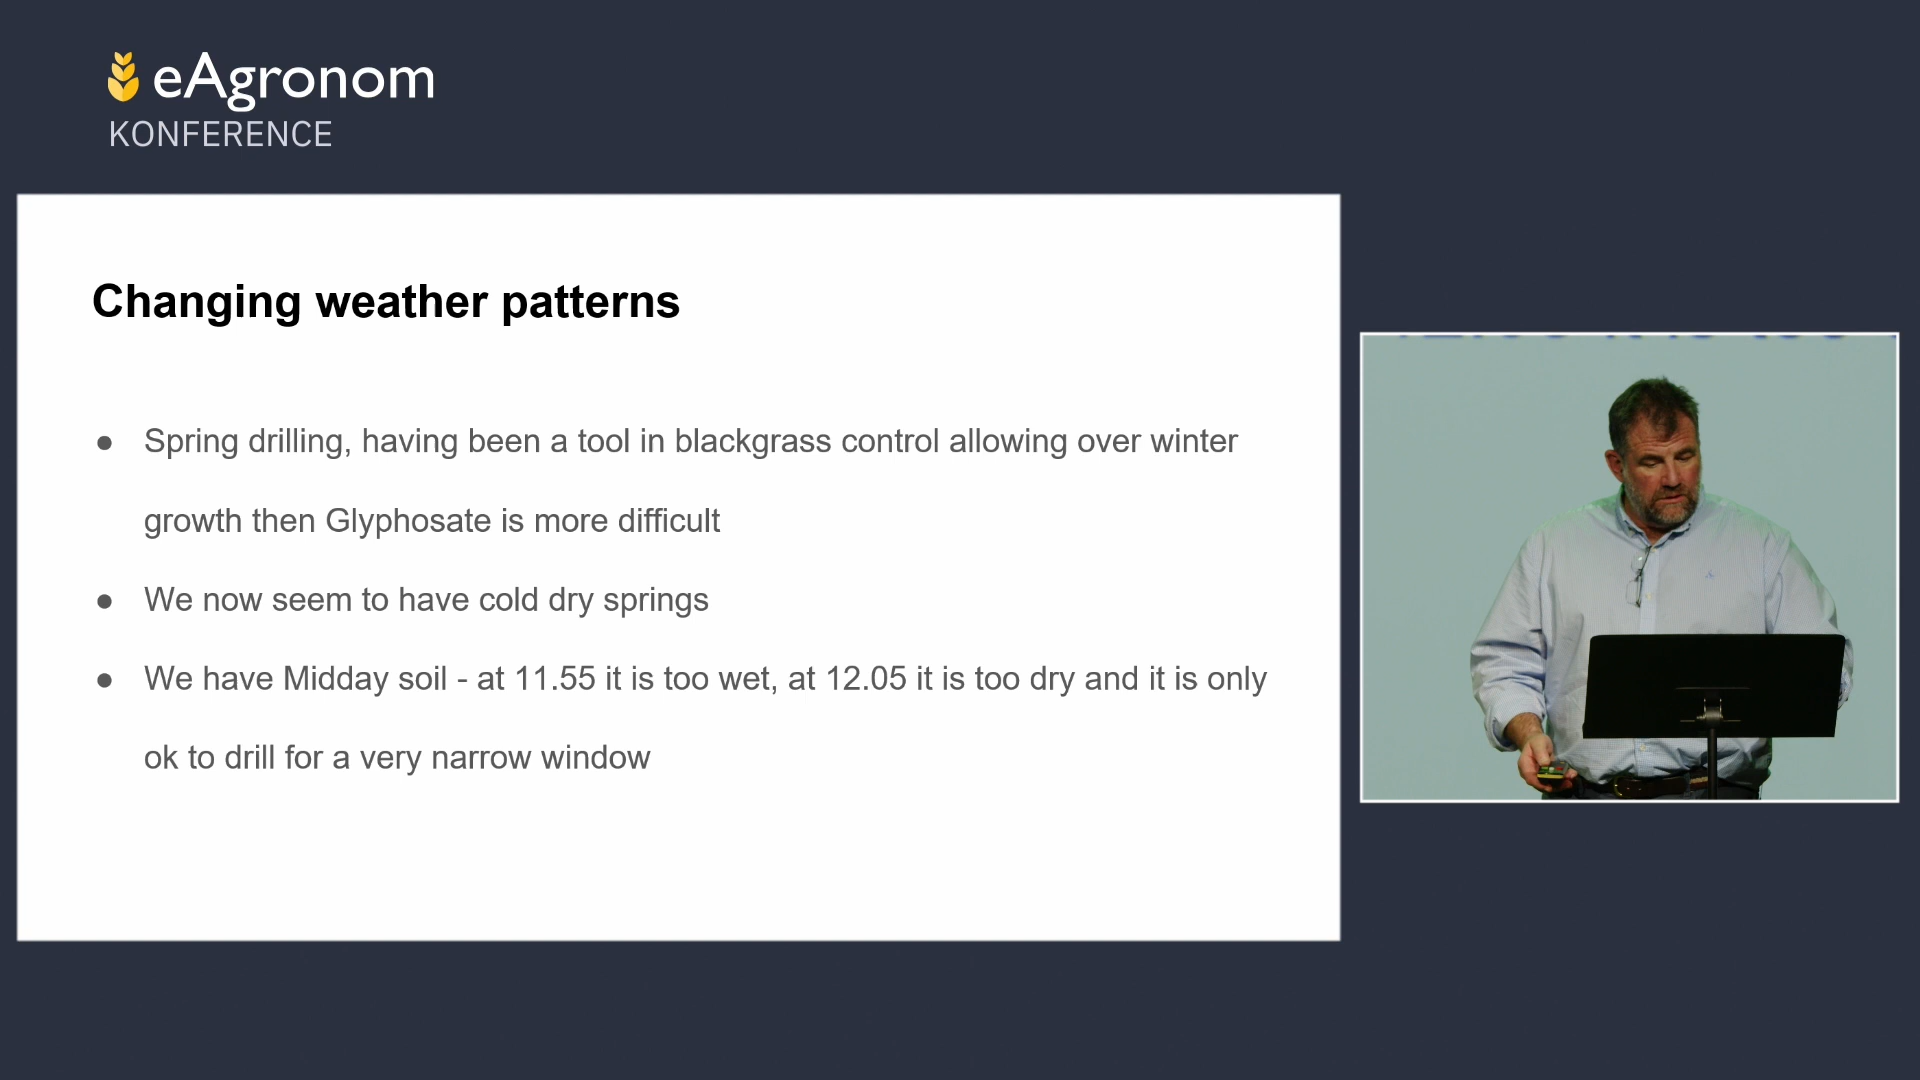 eAgronom
KONFERENCE
Changing weather patterns
● Spring drilling, having been a tool in blackgrass control allowing over winter
growth then Glyphosate is more difficult
● We now seem to have cold dry springs
● We have Midday soil - at 11.55 it is too wet, at 12.05 it is too dry and it is only
ok to drill for a very narrow window